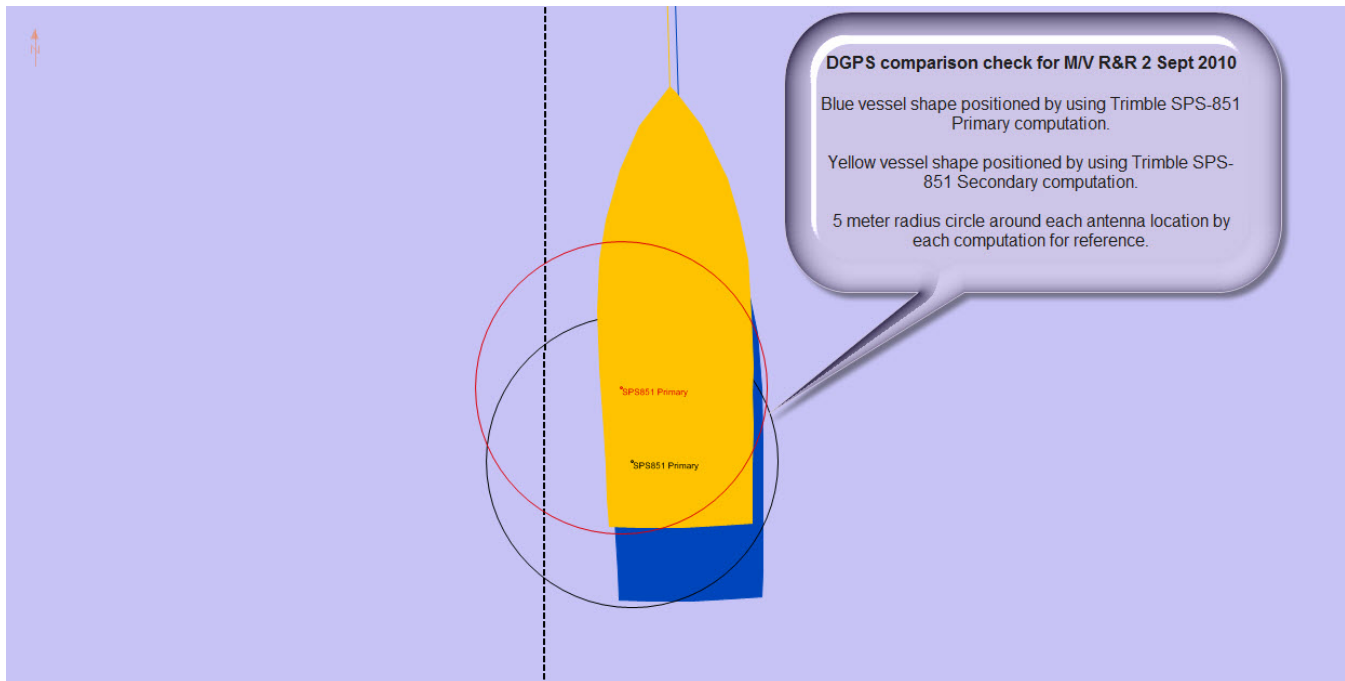 N
DGPS comparison check for M/V R&R 2 Sept 2010
Blue vessel shape positioned by using Trimble SPS-851
Primary computation.
Yellow vessel shape positioned by using Trimble SPS-
851 Secondary computation.
5 meter radius circle around each antenna location by
each computation for reference.
SPS851 Primary
SPS851 Primary